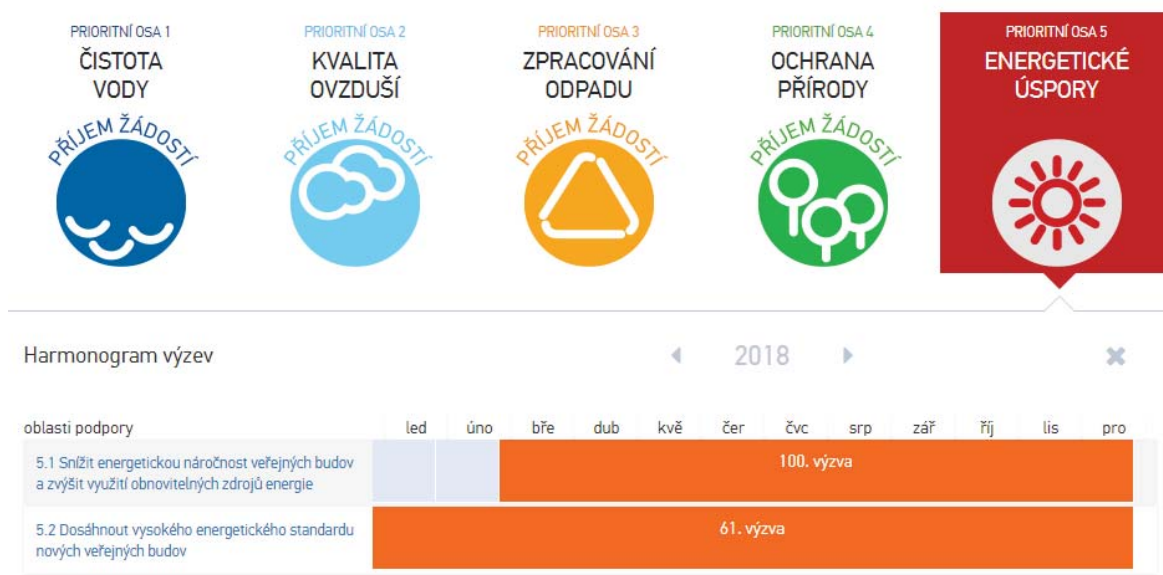 PRIORITNÍ OSA 1
ČISTOTA
VODY
PŘÍJEM ŽÁDOSTÍ
PRIORITNÍ OSA 2
KVALITA
OVZDUŠÍ
PŘÍJEM ŽÁDOSTÍ
PRIORITNÍ OSA 3
ZPRACOVÁNÍ
ODPADU
PŘÍJEM ŽÁDOSTÍ
PRIORITNÍ OSA 4
OCHRANA
PŘÍRODY
PŘÍJEM ŽÁDOSTÍ
PRIORITNÍ OSA 5
ENERGETICKÉ
ÚSPORY
Harmonogram výzev 2018
oblasti podpory led úno bře dub kvě čer čvc srp zář říj lis pro
5.1 Snížit energetickou náročnost veřejných budov
a zvýšit využití obnovitelných zdrojů energie
100. výzva
5.2 Dosáhnout vysokého energetického standardu
nových veřejných budov
61. výzva